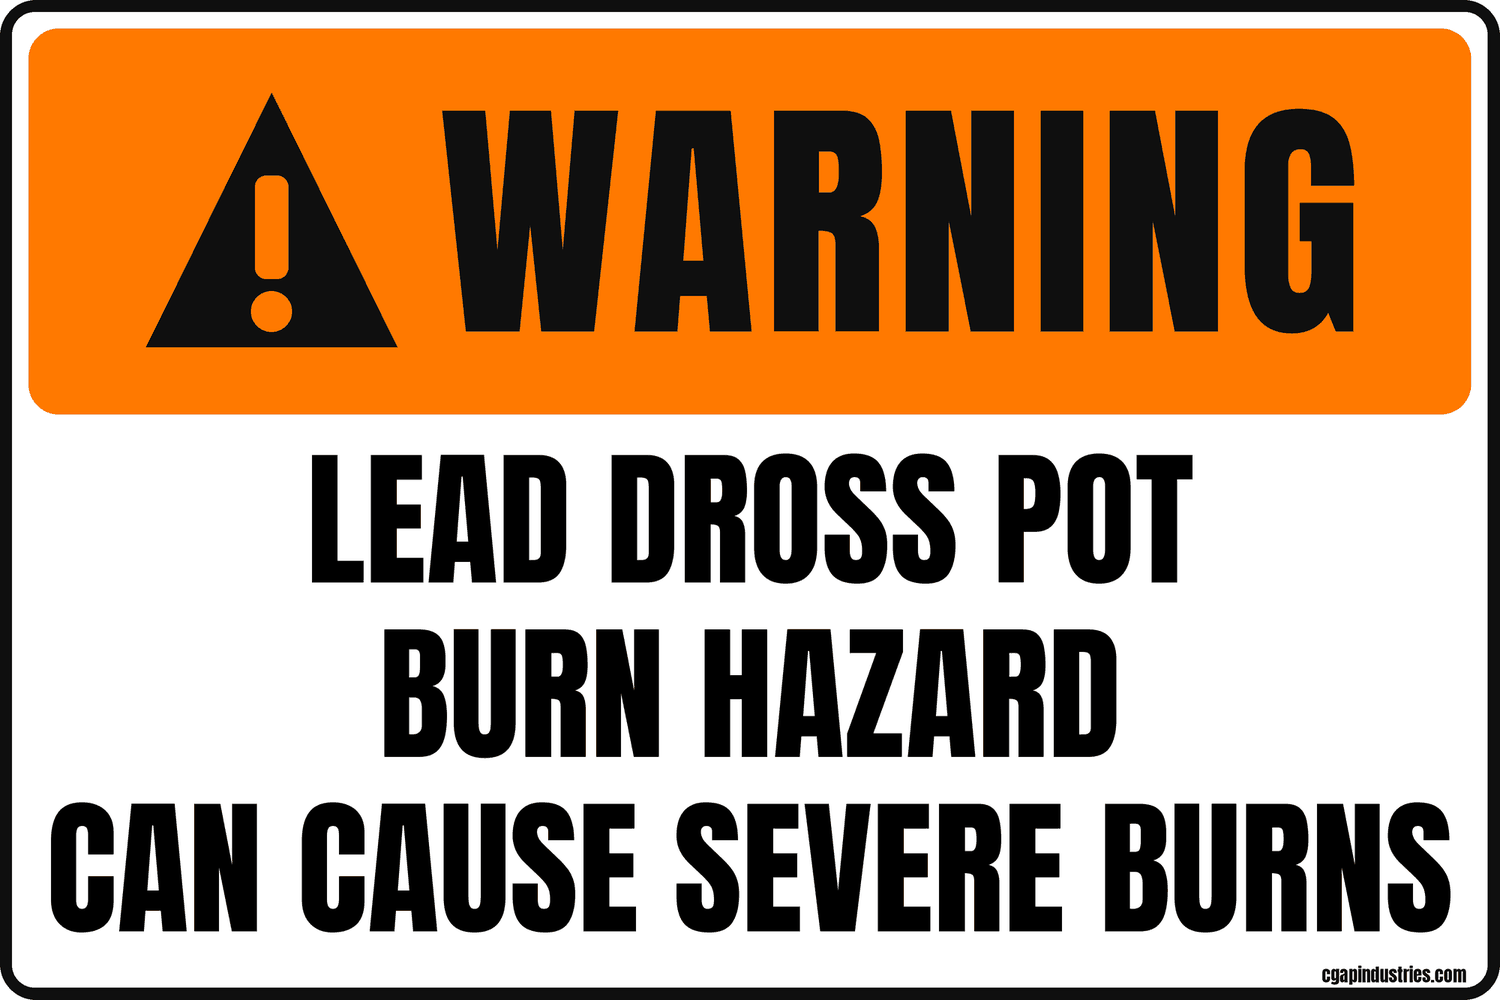 WARNING
LEAD DROSS POT
BURN HAZARD
CAN CAUSE SEVERE BURNS
cgapindustries.com